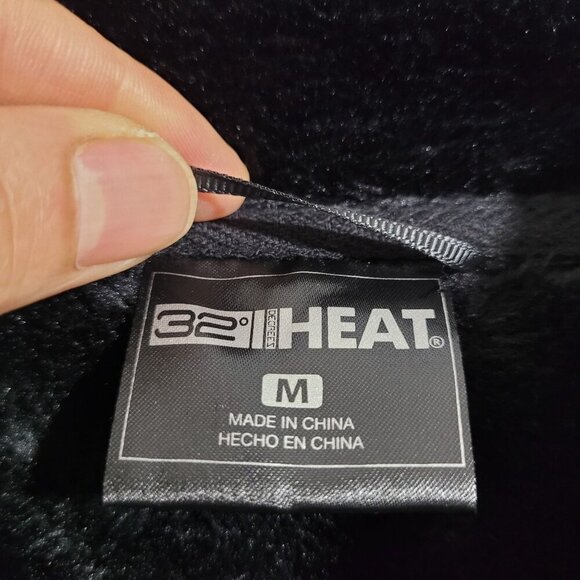 32° DEGREES HEAT®
M
MADE IN CHINA
HECHO EN CHINA